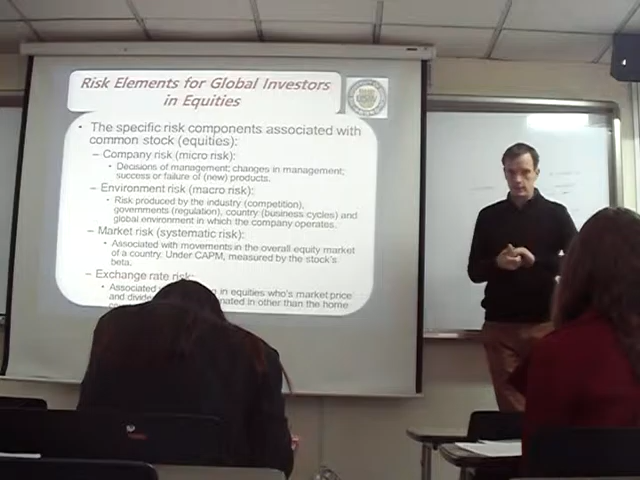 Risk Elements for Global Investors
in Equities
• The specific risk components associated with
common stock (equities):
– Company risk (micro risk):
• Decisions of management; changes in management;
success or failure of (new) products.
– Environment risk (macro risk):
• Risk produced by the industry (competition),
governments (regulation), country (business cycles) and
global environment in which the company operates.
– Market risk (systematic risk):
• Associated with movements in the overall equity market
of a country. Under CAPM, measured by the stock's
beta.
– Exchange rate risk:
• Associated in equities who's market price
and in other than the home